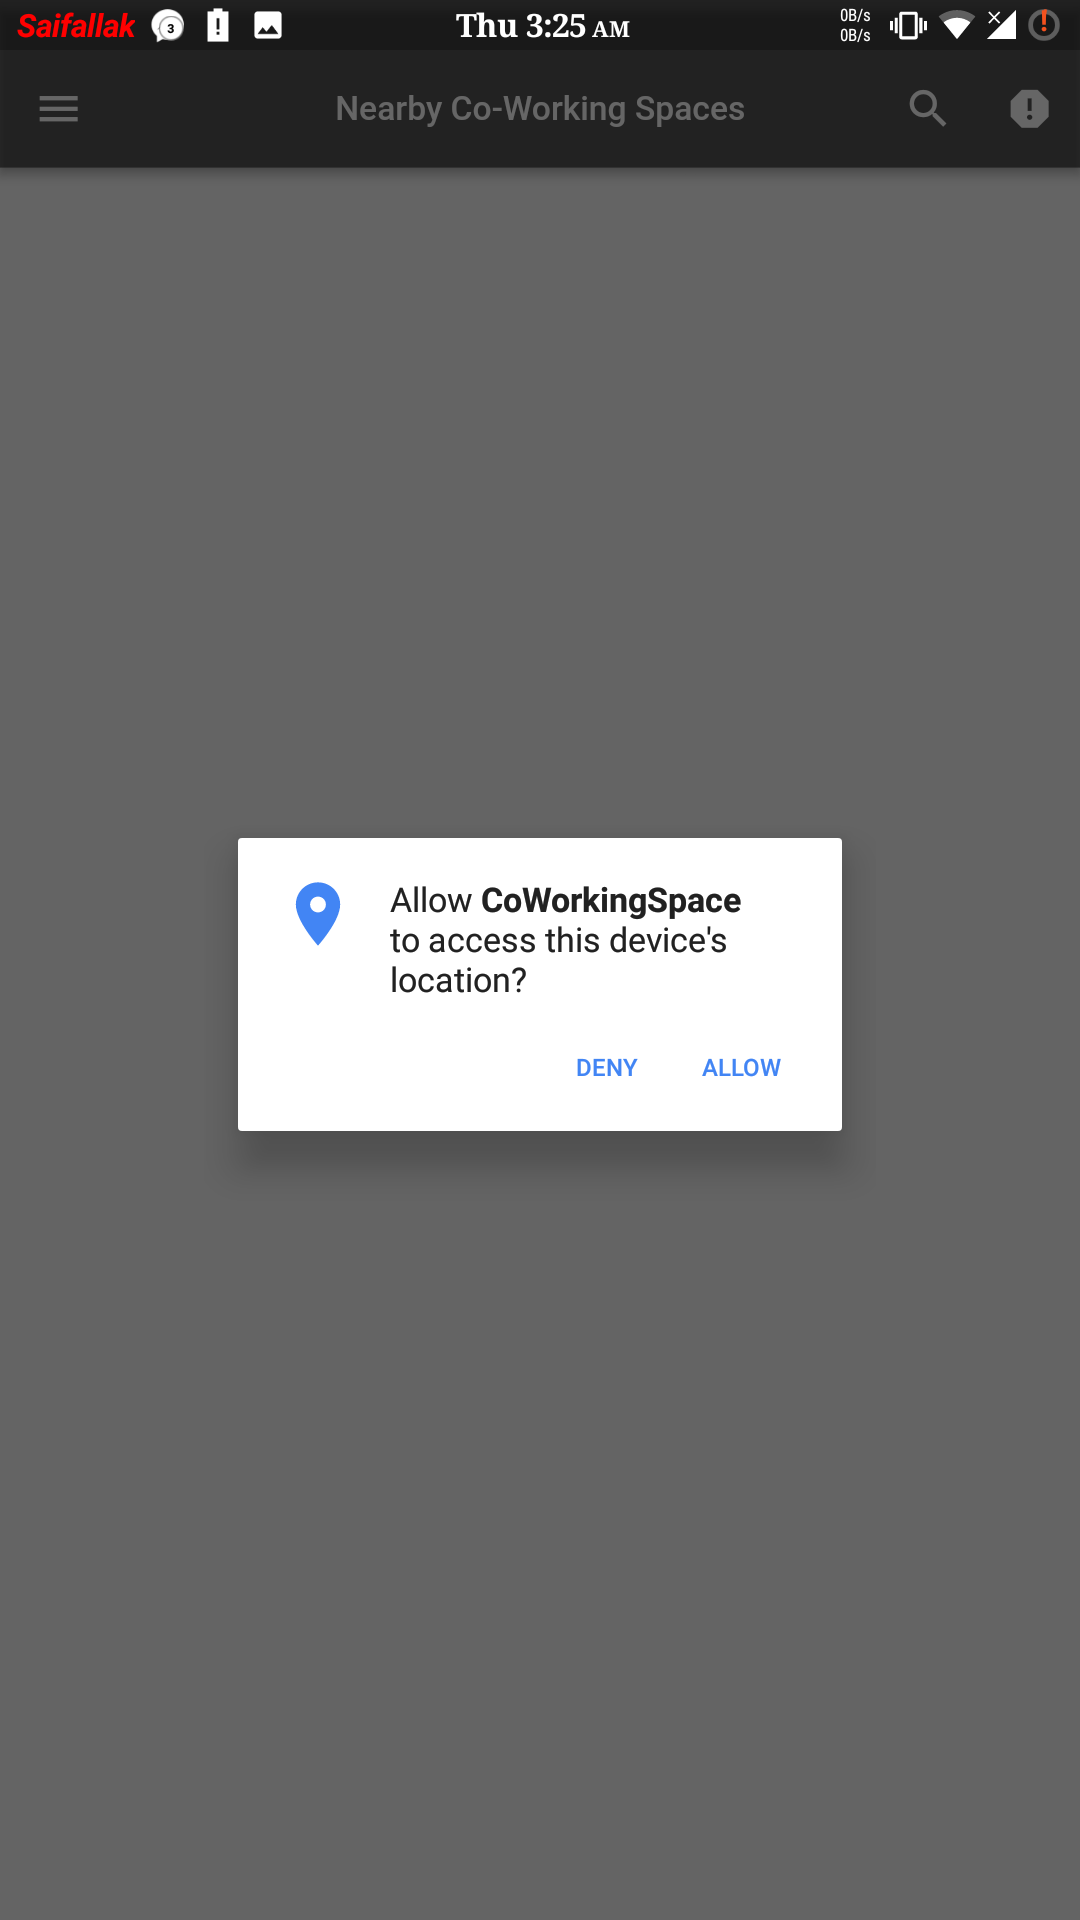 Saifallak 3 Thu 3:25 AM 0B/s
0B/s
Nearby Co-Working Spaces
Allow CoWorkingSpace
to access this device's
location?
DENY ALLOW